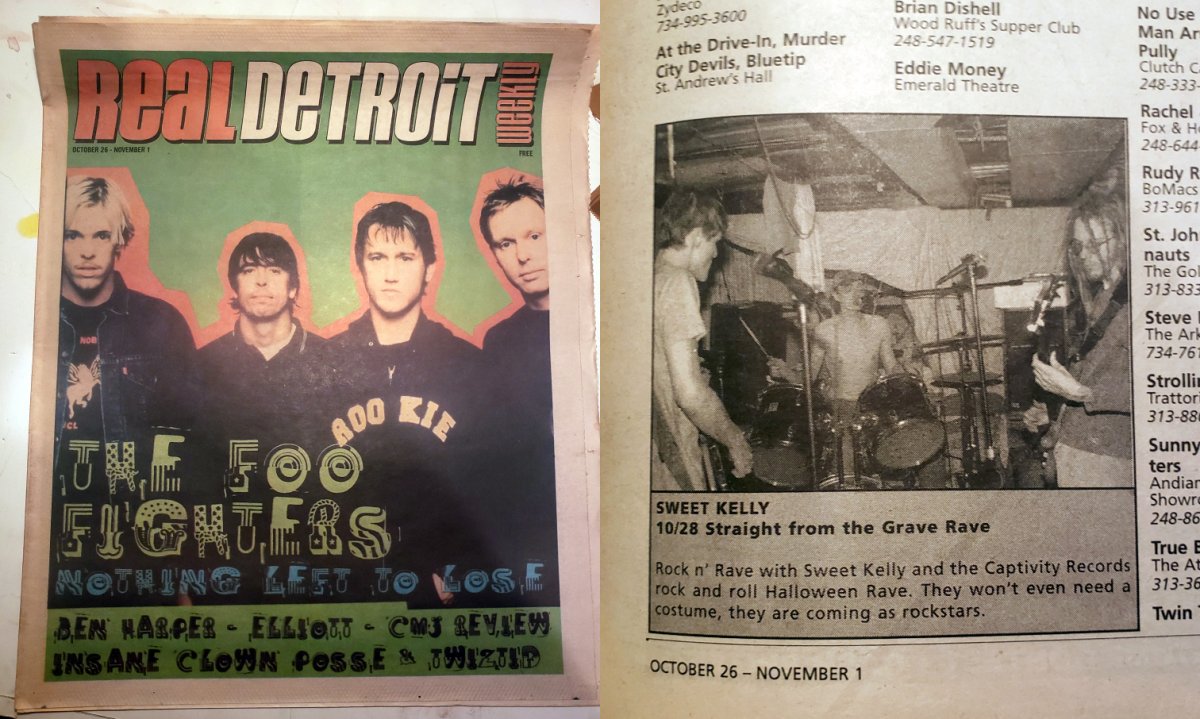 REAL DETROIT weekly
OCTOBER 26 - NOVEMBER 1
FREE
NOB
CL
ROO KIE
THE FOO
FIGHTERS
NOTHING LEFT TO LOSE
BEN HARPER - ELLIOTT - CMJ REVIEW
INSANE CLOWN POSSE & TWIZTID
Zydeco
734-995-3600
At the Drive-In, Murder
City Devils, Bluetip
St. Andrew's Hall
Brian Dishell
Wood Ruff's Supper Club
248-547-1519
Eddie Money
Emerald Theatre
No Use
Man Ar
Pully
Clutch Ca
248-333-
Rachel
Fox & H
248-644-
Rudy R
BoMacs
313-961
St. Joh
nauts
The Gol
313-833
Steve
The Ark
734-761
Strollin
Trattori
313-886
Sunny
ters
Andiam
Showro
248-86
True B
The At
313-36
Twin
SWEET KELLY
10/28 Straight from the Grave Rave
Rock n' Rave with Sweet Kelly and the Captivity Records
rock and roll Halloween Rave. They won't even need a
costume, they are coming as rockstars.
OCTOBER 26 – NOVEMBER 1